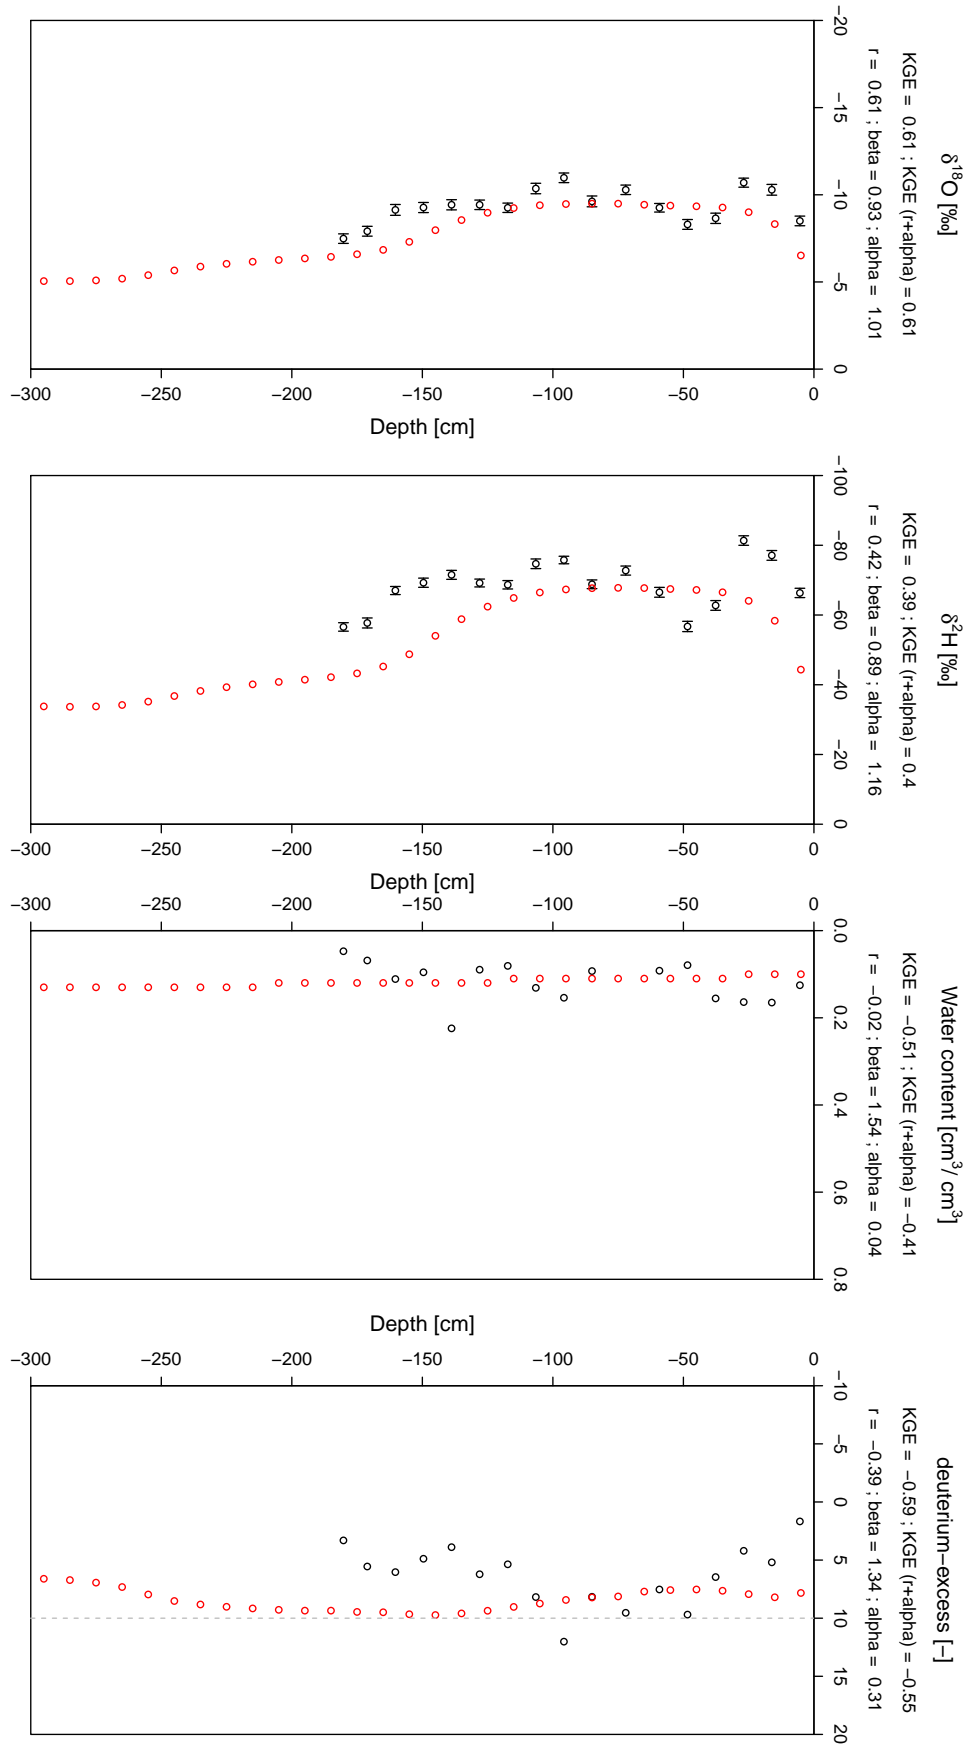 δ18O [‰]
KGE = 0.61 ; KGE (r+alpha) = 0.61
r = 0.61 ; beta = 0.93 ; alpha = 1.01
−20 −15 −10 −5 0
−300 −250 −200 −150 −100 −50 0
Depth [cm]
δ2H [‰]
KGE = 0.39 ; KGE (r+alpha) = 0.4
r = 0.42 ; beta = 0.89 ; alpha = 1.16
−100 −80 −60 −40 −20 0
−300 −250 −200 −150 −100 −50 0
Depth [cm]
Water content [cm3/ cm3]
KGE = −0.51 ; KGE (r+alpha) = −0.41
r = −0.02 ; beta = 1.54 ; alpha = 0.04
−300 −250 −200 −150 −100 −50 0
0.0 0.2 0.4 0.6 0.8
Depth [cm]
deuterium−excess [−]
KGE = −0.59 ; KGE (r+alpha) = −0.55
r = −0.39 ; beta = 1.34 ; alpha = 0.31
−300 −250 −200 −150 −100 −50 0
−10 −5 0 5 10 15 20